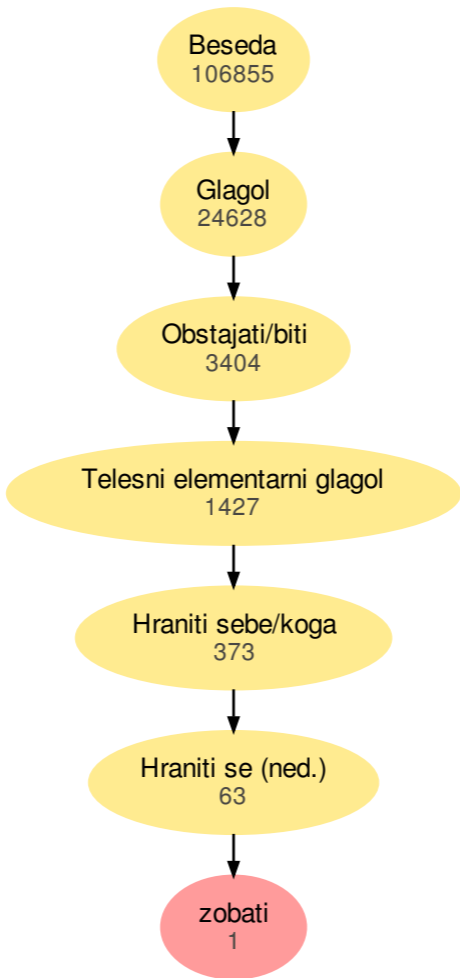 Beseda
106855
Glagol
24628
Obstajati/biti
3404
Telesni elementarni glagol
1427
Hraniti sebe/koga
373
Hraniti se (ned.)
63
zobati
1